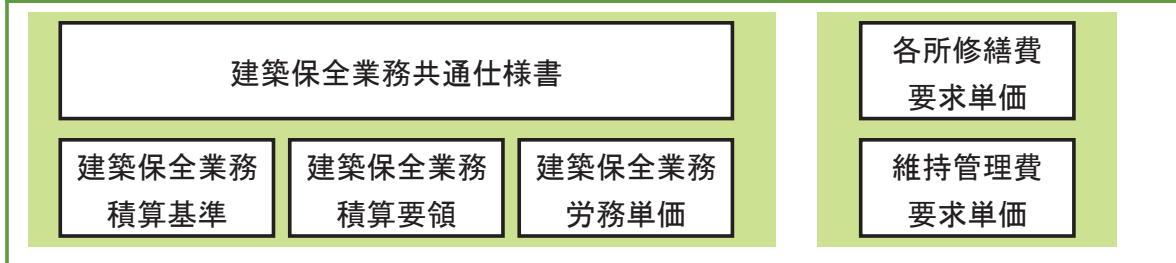 建築保全業務共通仕様書
建築保全業務
積算基準
建築保全業務
積算要領
建築保全業務
労務単価
各所修繕費
要求単価
維持管理費
要求単価